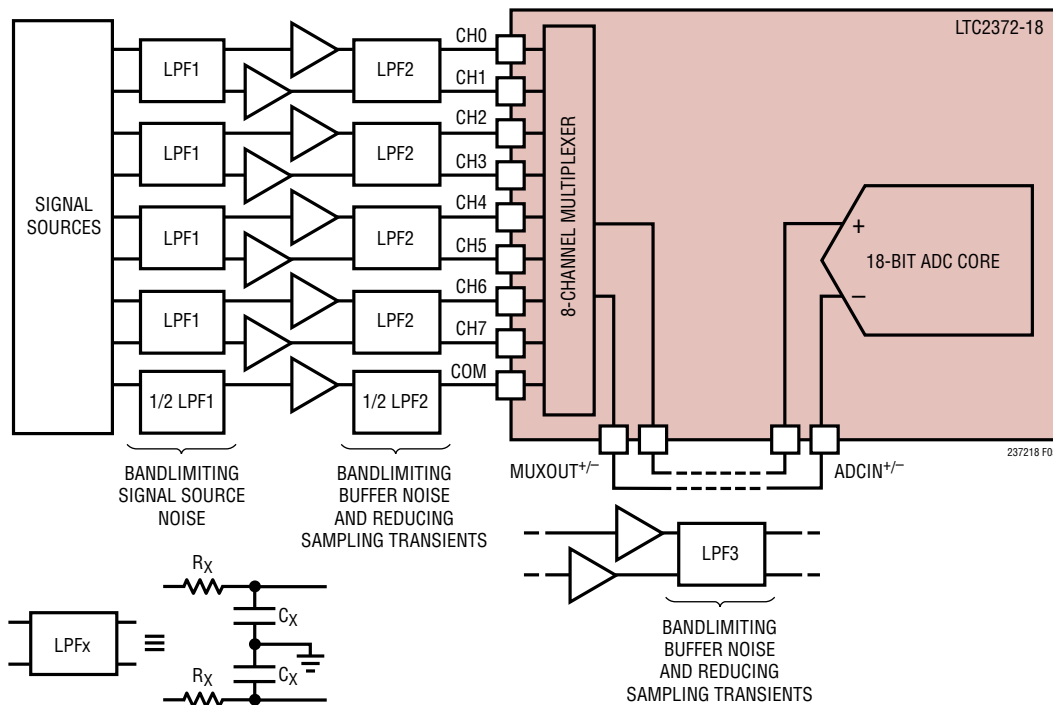 LTC2372-18
SIGNAL
SOURCES
LPF1
LPF1
LPF1
LPF1
1/2 LPF1
LPF2
LPF2
LPF2
LPF2
1/2 LPF2
CH0
CH1
CH2
CH3
CH4
CH5
CH6
CH7
COM
8-CHANNEL MULTIPLEXER
+
–
18-BIT ADC CORE
BANDLIMITING
SIGNAL SOURCE
NOISE
BANDLIMITING
BUFFER NOISE
AND REDUCING
SAMPLING TRANSIENTS
MUXOUT+/–
ADCIN+/–
237218 F0
LPF3
BANDLIMITING
BUFFER NOISE
AND REDUCING
SAMPLING TRANSIENTS
LPFx
≡
RX
CX
CX
RX